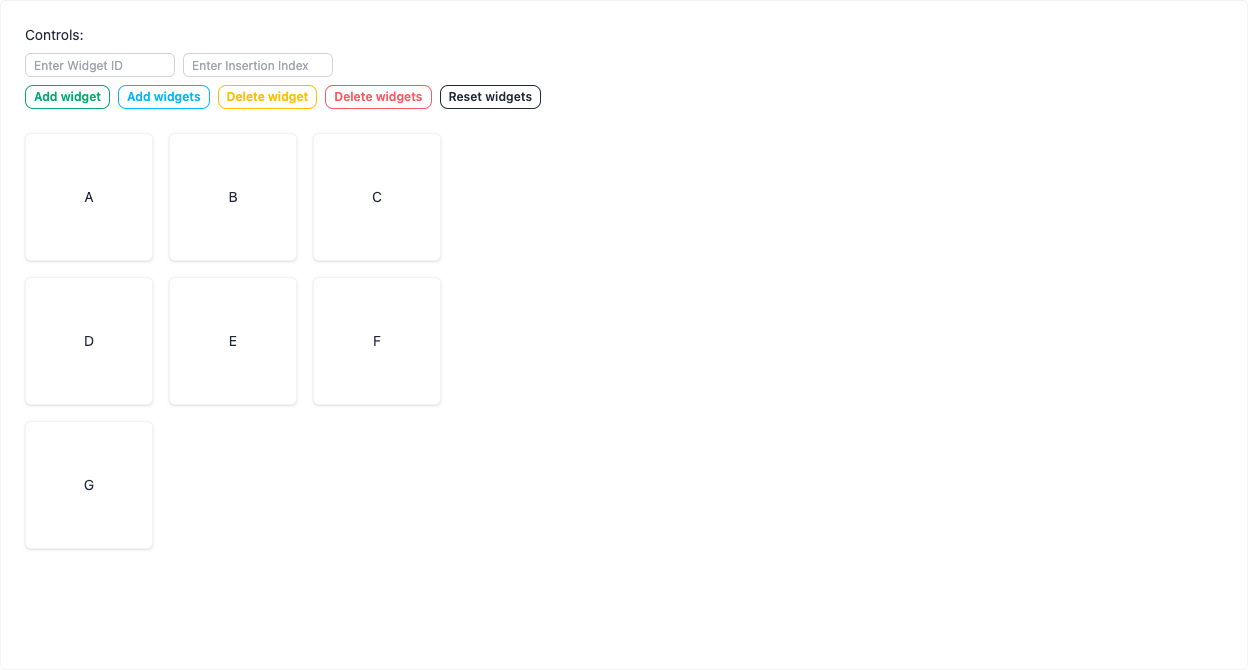 Controls:
Enter Widget ID Enter Insertion Index
Add widget Add widgets Delete widget Delete widgets Reset widgets
A B C
D E F
G